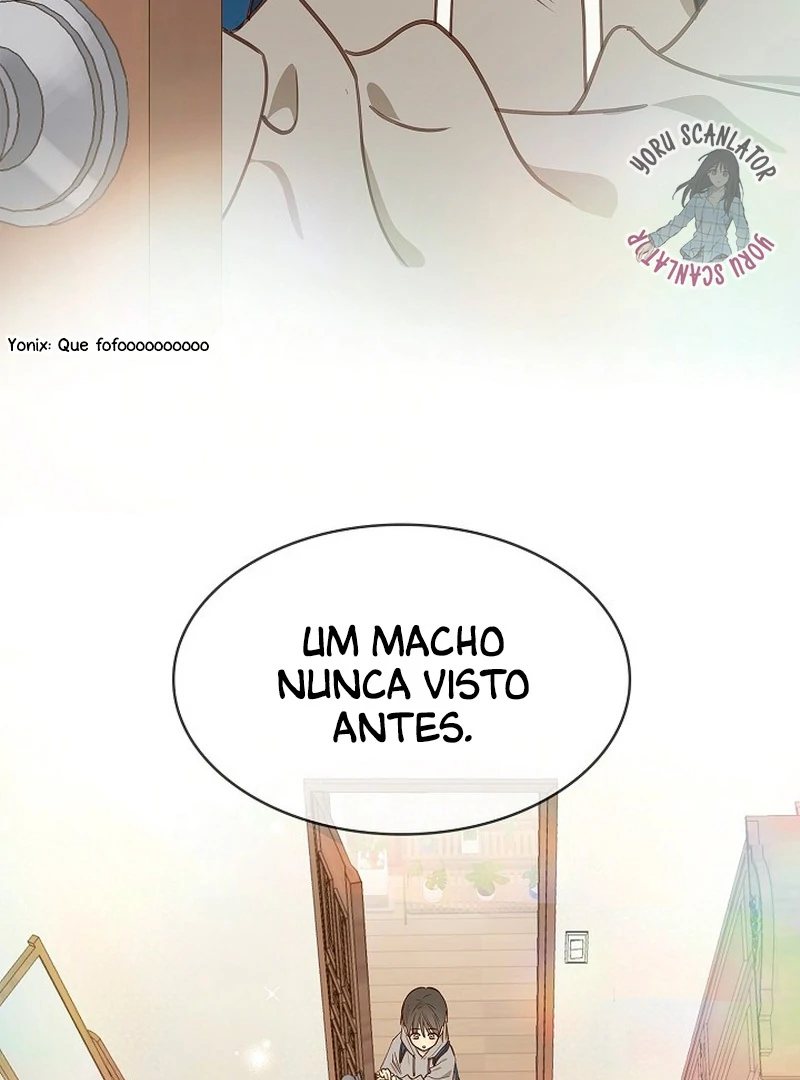 YORU SCANLATOR
YORU SCANLATOR
Yonix: Que fofoooooooooo
UM MACHO
NUNCA VISTO
ANTES.